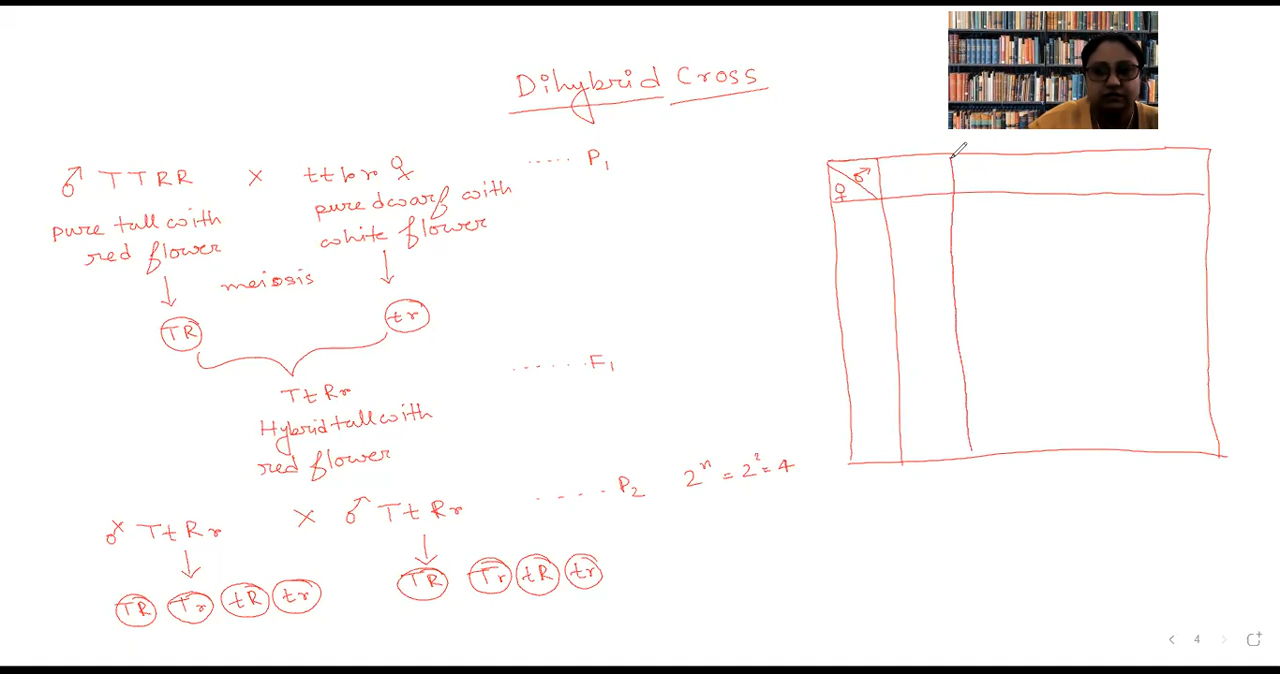 Dihybrid Cross
♂ TTRR × ttrr ♀ ..... P1
pure tall with
red flower
pure dwarf with
white flower
meiosis
TR
tr
...... F1
TtRr
Hybrid tall with
red flower
..... P2
2^n = 2^2 = 4
TtRr × ♂ TtRr
TR Tr tR tr
TR Tr tR tr
♂
♀
4